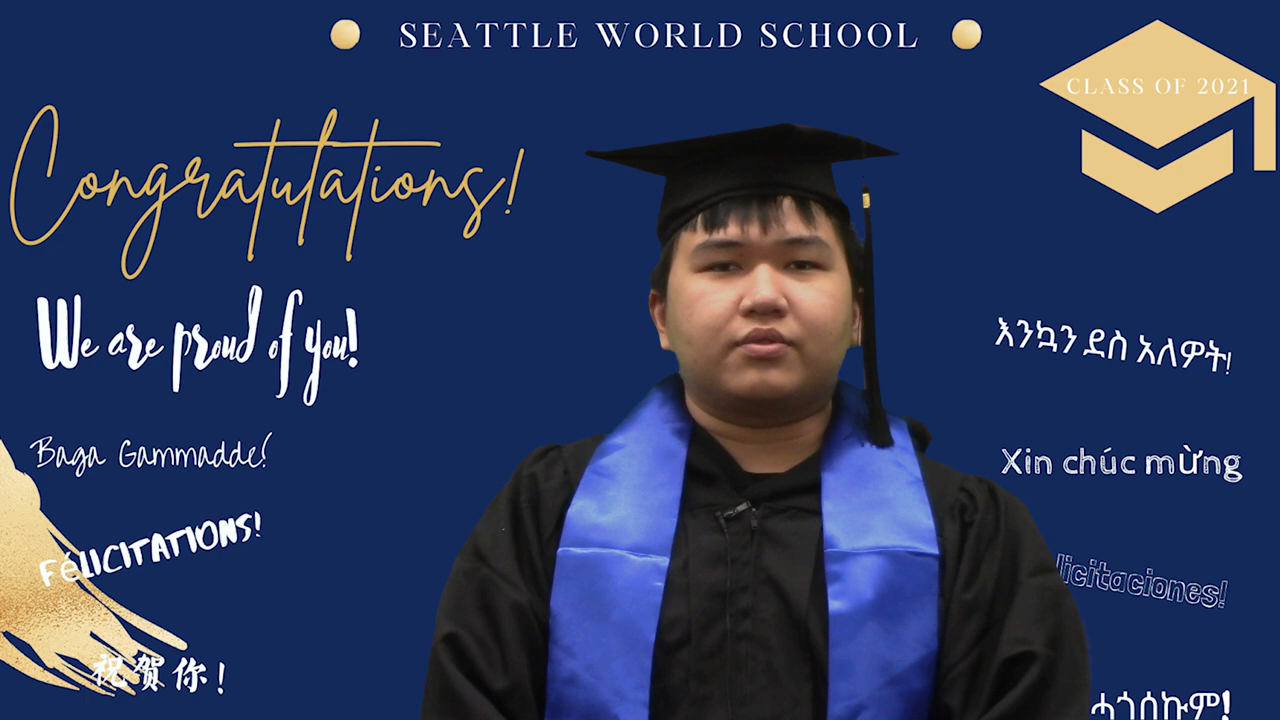 SEATTLE WORLD SCHOOL
CLASS OF 2021
Congratulations!
We are proud of you!
Baga Gammadde!
FéLICITATIONS!
祝贺你!
እንኳን ደስ አለዎት!
Xin chúc mừng
licitaciones!
ሓጎሰኩም!